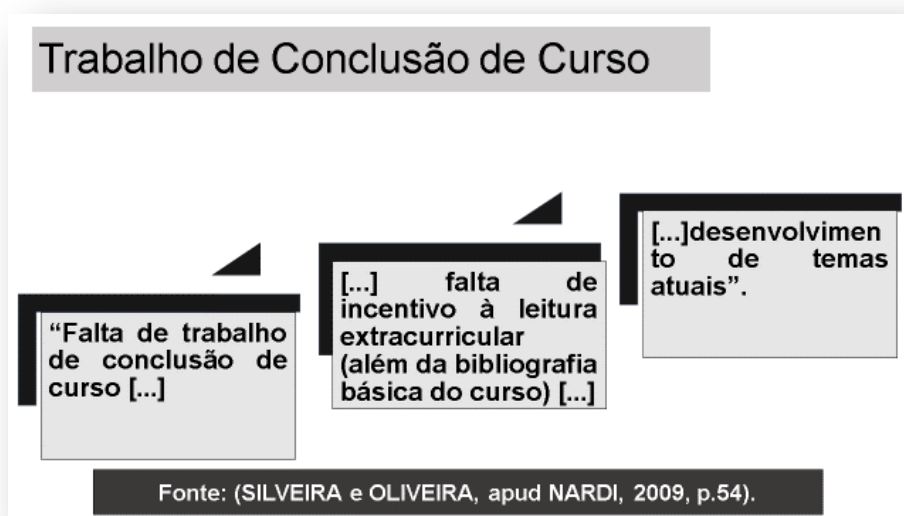 Trabalho de Conclusão de Curso
“Falta de trabalho
de conclusão de
curso [...]
[...] falta de
incentivo à leitura
extracurricular
(além da bibliografia
básica do curso) [...]
[...]desenvolvimen
to de temas
atuais”.
Fonte: (SILVEIRA e OLIVEIRA, apud NARDI, 2009, p.54).